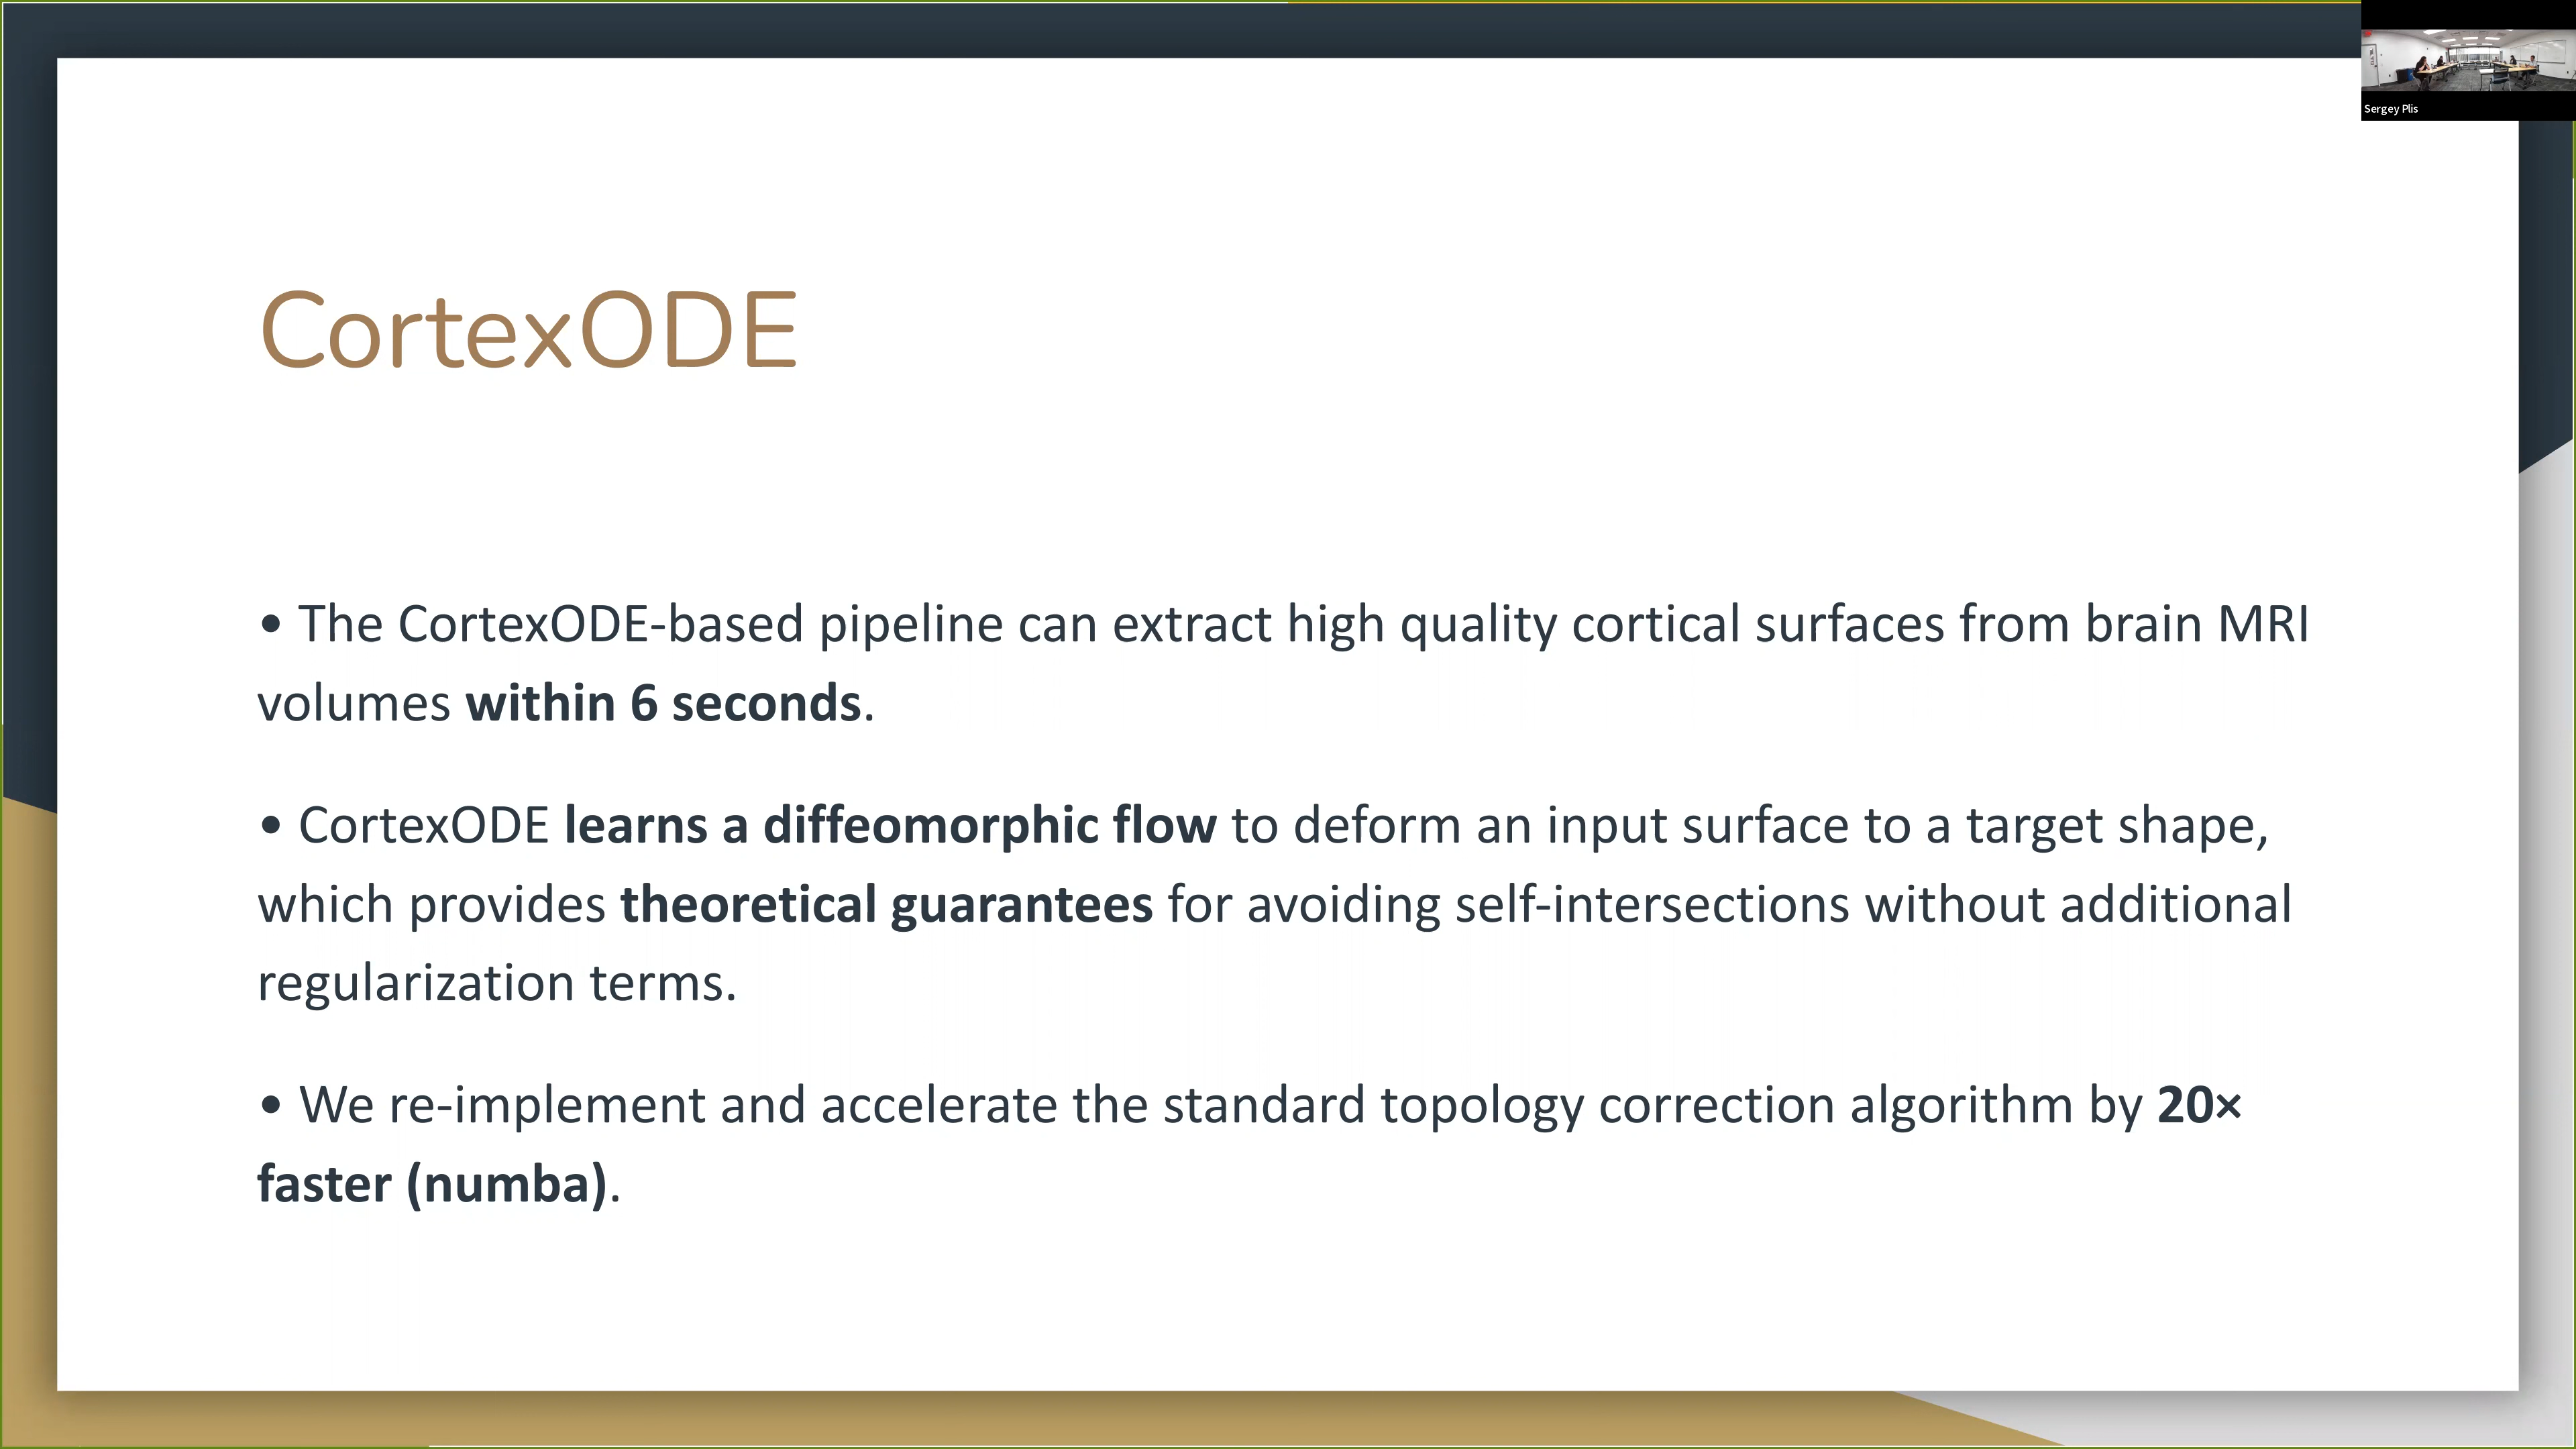 Sergey Plis
CortexODE
• The CortexODE-based pipeline can extract high quality cortical surfaces from brain MRI
volumes within 6 seconds.
• CortexODE learns a diffeomorphic flow to deform an input surface to a target shape,
which provides theoretical guarantees for avoiding self-intersections without additional
regularization terms.
• We re-implement and accelerate the standard topology correction algorithm by 20×
faster (numba).